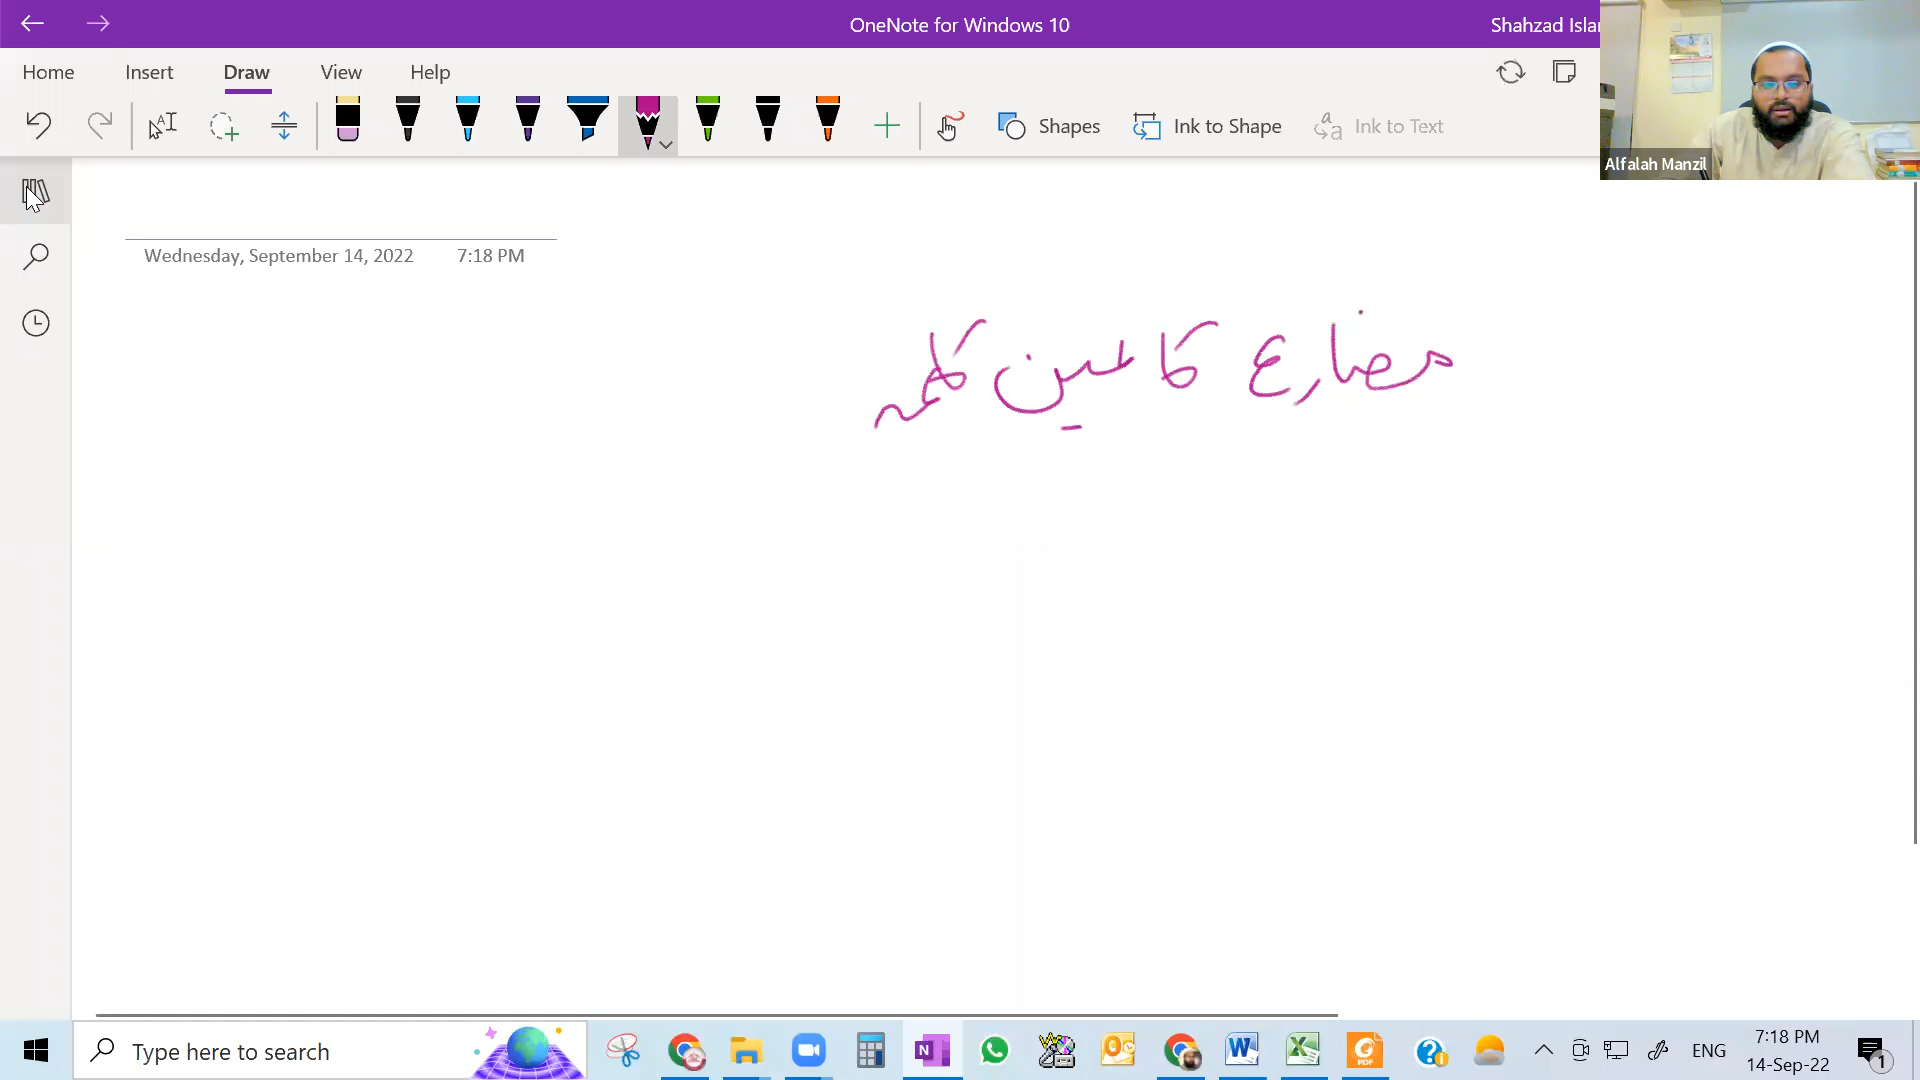 OneNote for Windows 10
Shahzad Islam
Home Insert Draw View Help
Shapes Ink to Shape Ink to Text
Alfalah Manzil
Wednesday, September 14, 2022 7:18 PM
مضارع کا عین کلمہ
Type here to search
ENG
7:18 PM
14-Sep-22
1